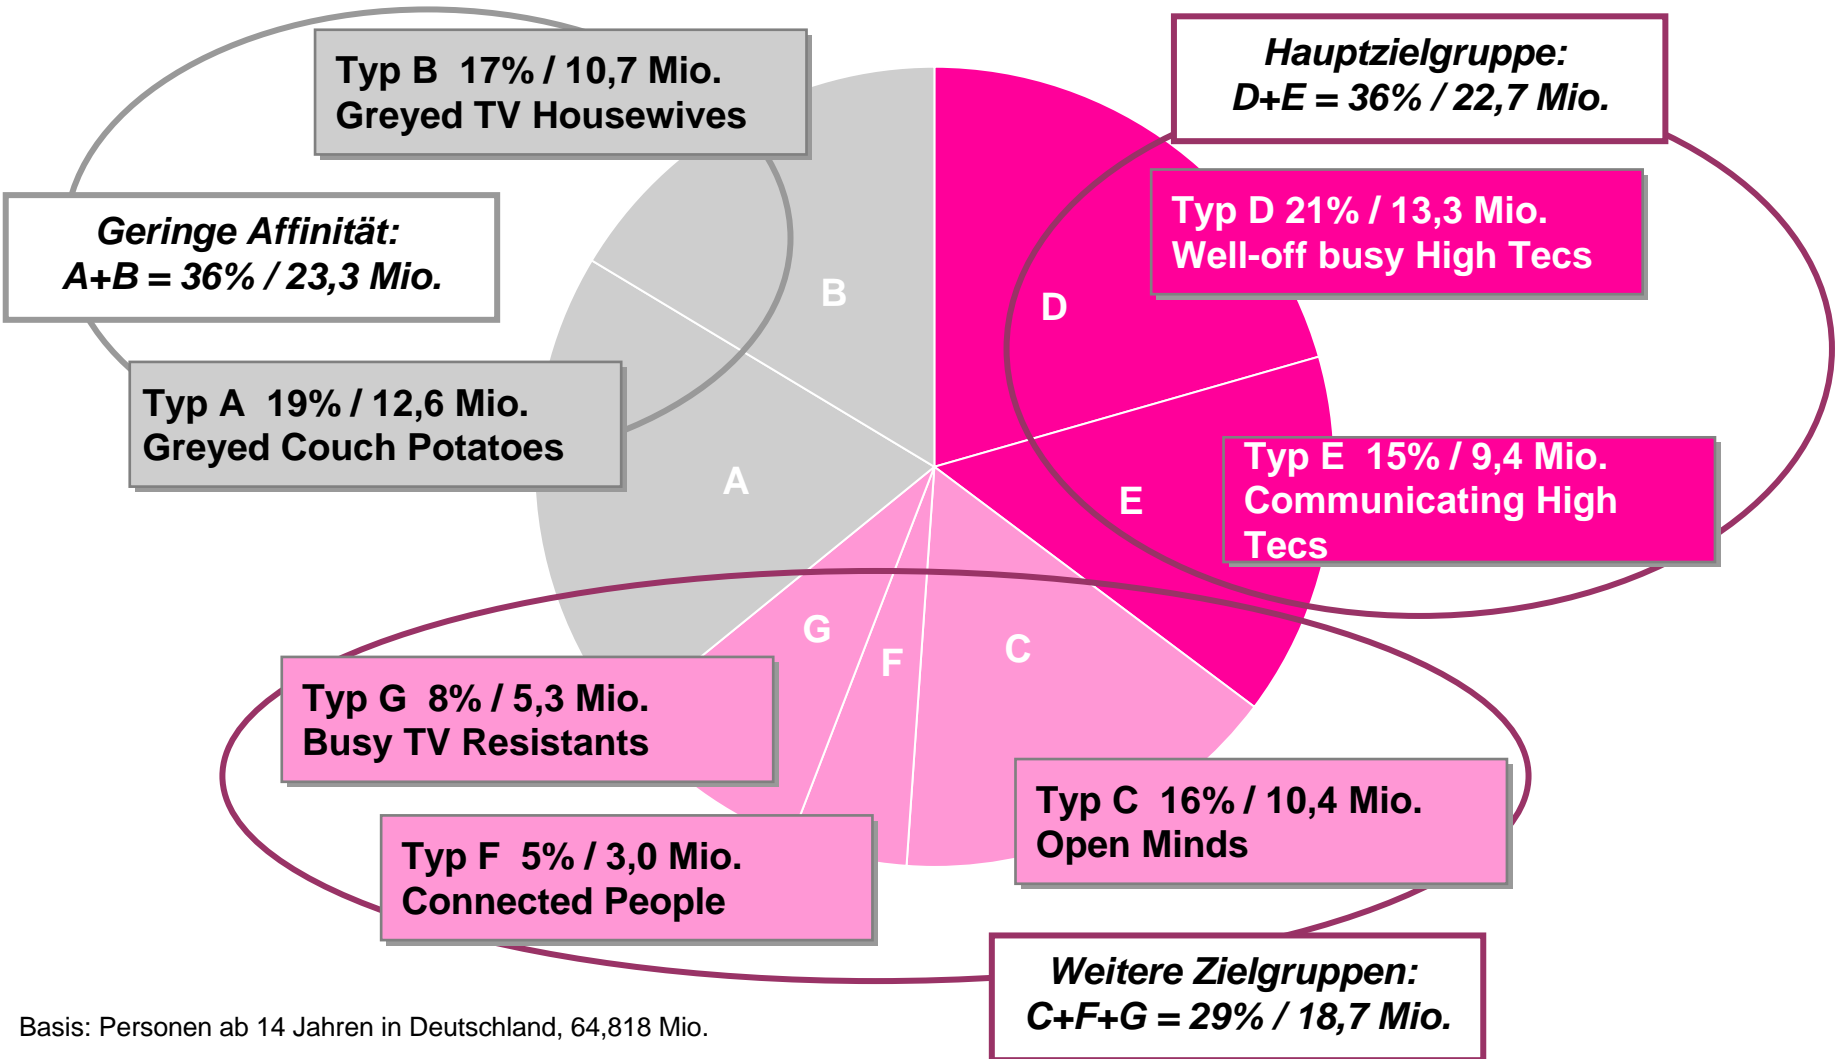 Typ B 17% / 10,7 Mio.
Greyed TV Housewives
Hauptzielgruppe:
D+E = 36% / 22,7 Mio.
Geringe Affinität:
A+B = 36% / 23,3 Mio.
Typ D 21% / 13,3 Mio.
Well-off busy High Tecs
B
D
Typ A 19% / 12,6 Mio.
Greyed Couch Potatoes
A
E
Typ E 15% / 9,4 Mio.
Communicating High
Tecs
G
F
C
Typ G 8% / 5,3 Mio.
Busy TV Resistants
Typ C 16% / 10,4 Mio.
Open Minds
Typ F 5% / 3,0 Mio.
Connected People
Weitere Zielgruppen:
C+F+G = 29% / 18,7 Mio.
Basis: Personen ab 14 Jahren in Deutschland, 64,818 Mio.